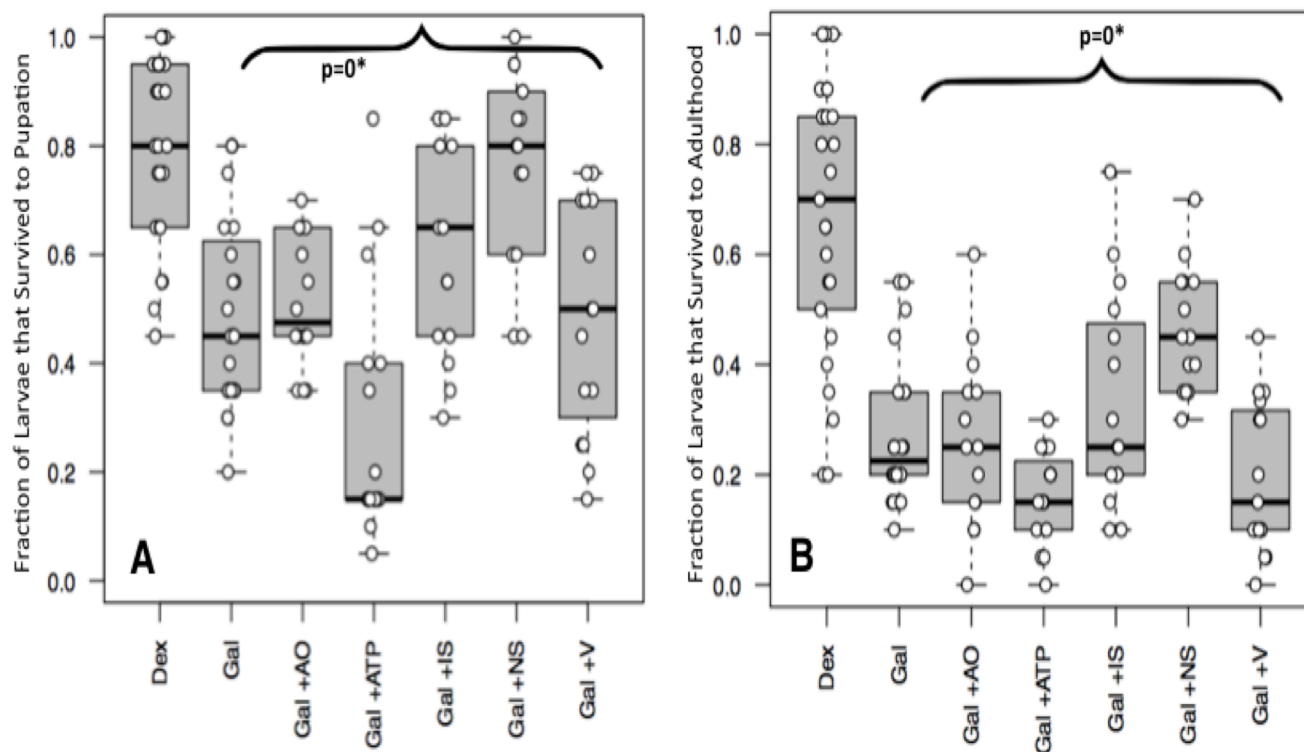 Fraction of Larvae that Survived to Pupation
1.0
0.8
0.6
0.4
0.2
0.0
p=0*
A
Dex
Gal
Gal +AO
Gal +ATP
Gal +IS
Gal +NS
Gal +V
Fraction of Larvae that Survived to Adulthood
1.0
0.8
0.6
0.4
0.2
0.0
p=0*
B
Dex
Gal
Gal +AO
Gal +ATP
Gal +IS
Gal +NS
Gal +V